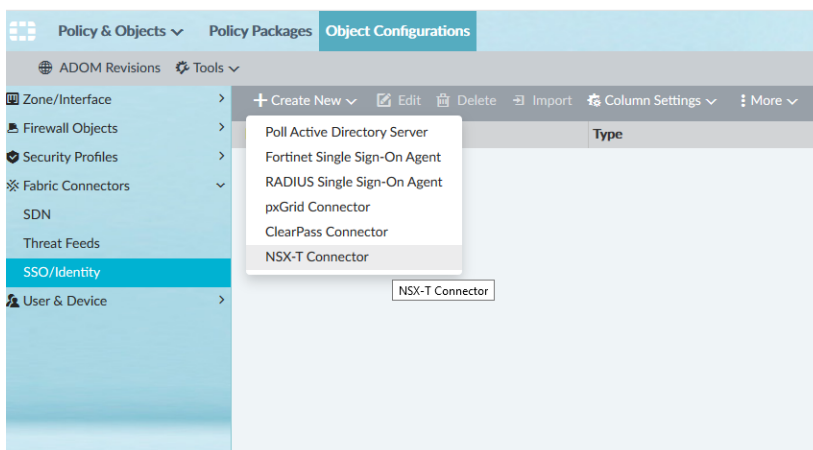 Policy & Objects Policy Packages Object Configurations
ADOM Revisions Tools
Zone/Interface
Firewall Objects
Security Profiles
Fabric Connectors
SDN
Threat Feeds
SSO/Identity
User & Device
Create New Edit Delete Import Column Settings More
Type
Poll Active Directory Server
Fortinet Single Sign-On Agent
RADIUS Single Sign-On Agent
pxGrid Connector
ClearPass Connector
NSX-T Connector
NSX-T Connector